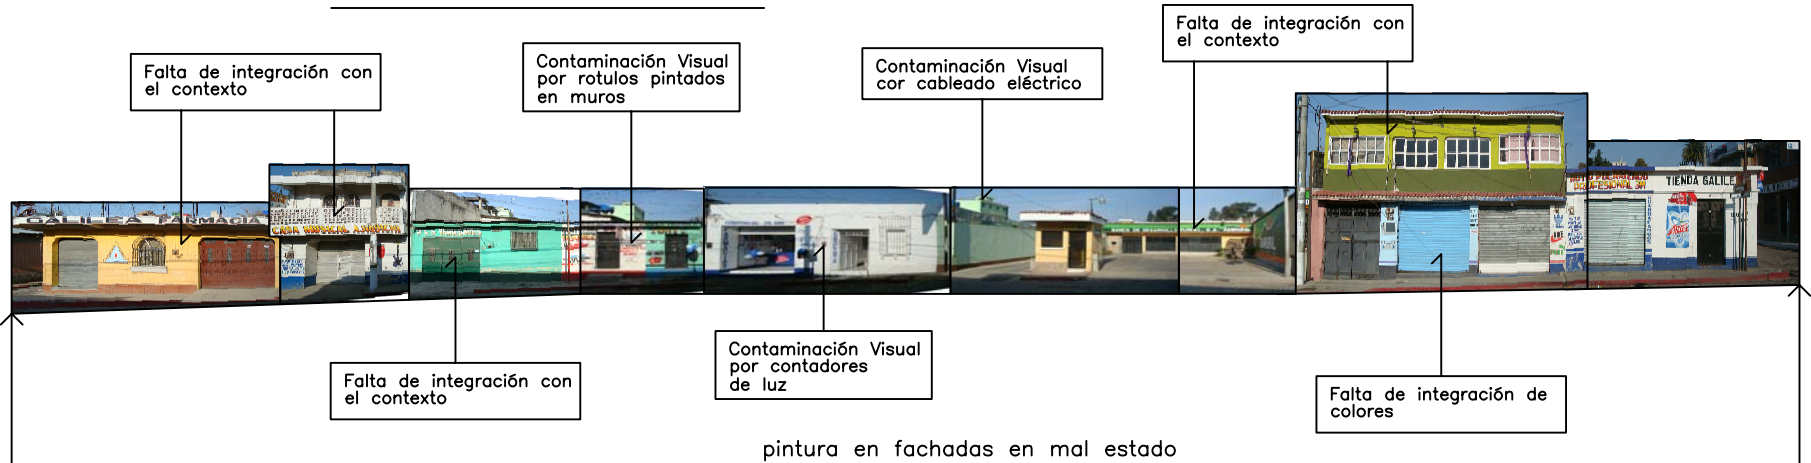 Falta de integración con
el contexto
Contaminación Visual
por rotulos pintados
en muros
Contaminación Visual
cor cableado eléctrico
Falta de integración con
el contexto
TIENDA GALILE
Falta de integración con
el contexto
Contaminación Visual
por contadores
de luz
Falta de integración de
colores
pintura en fachadas en mal estado